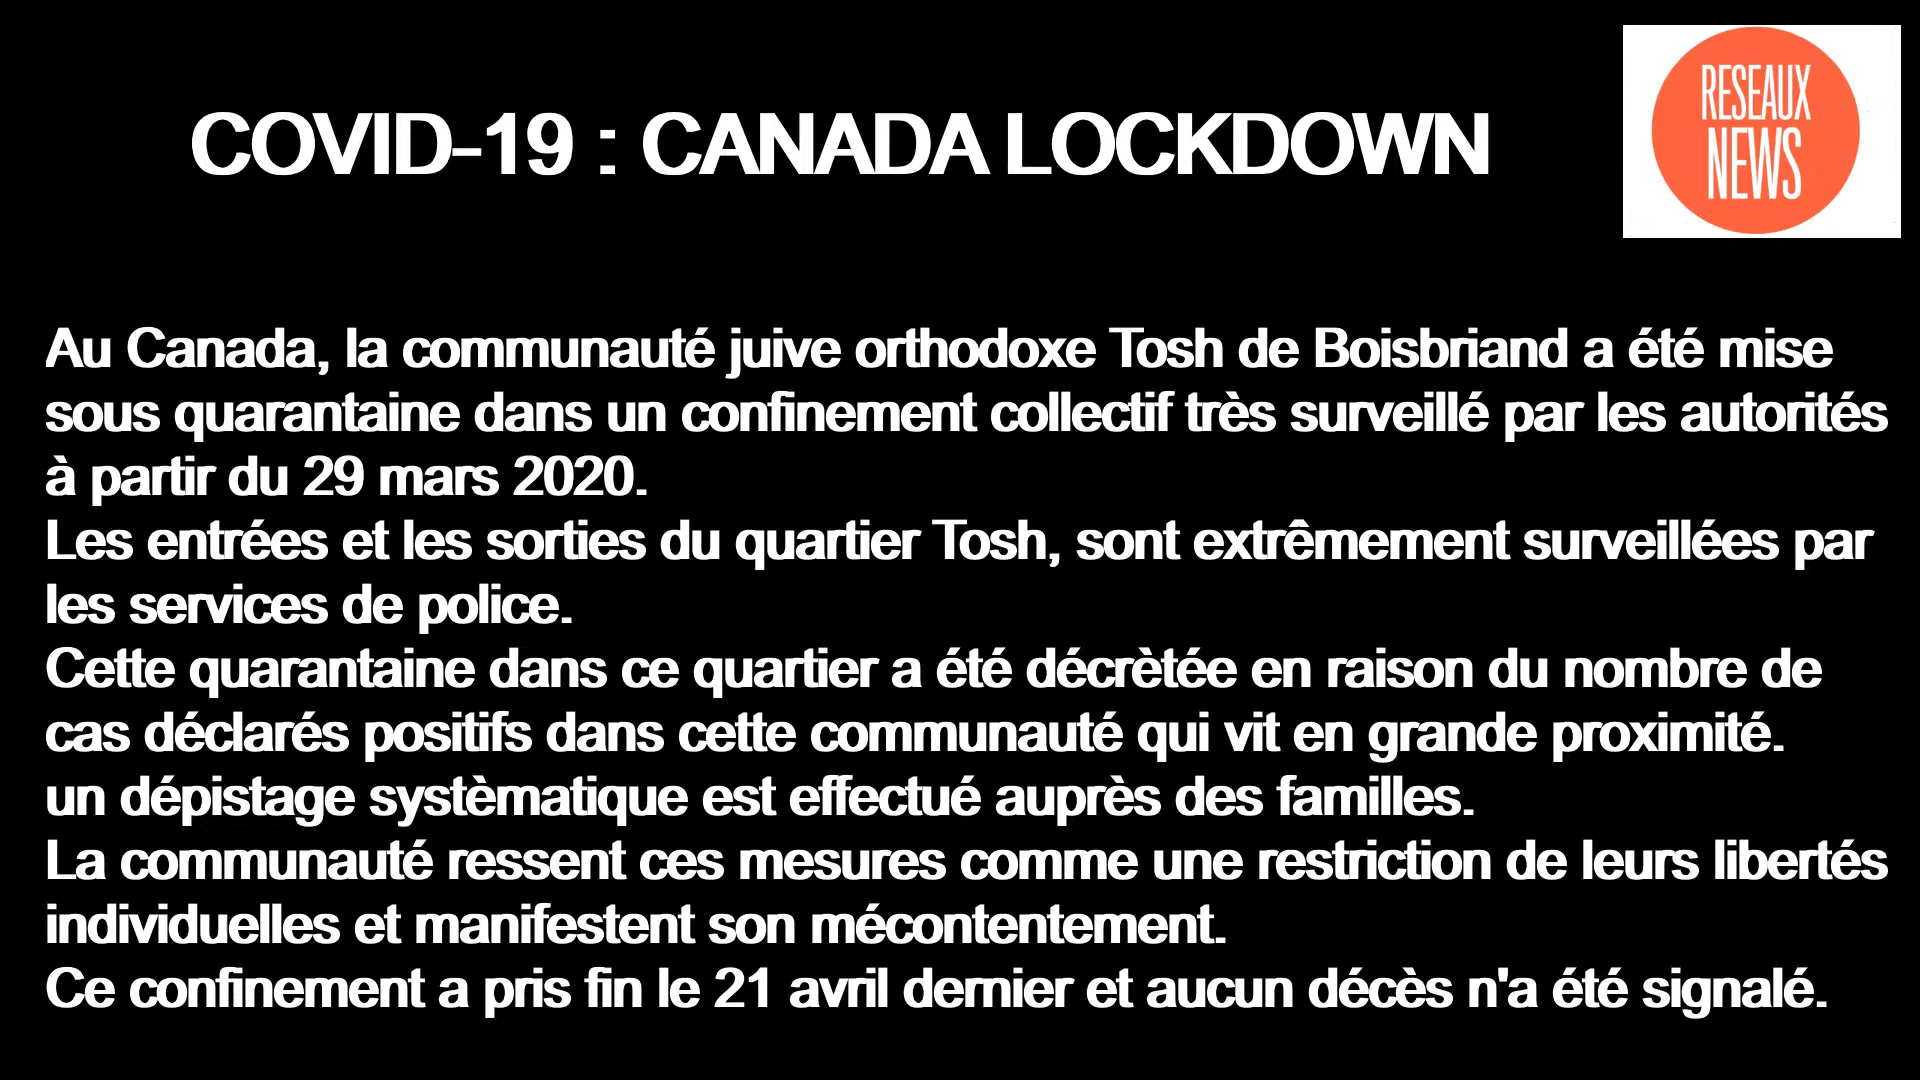 COVID-19 : CANADA LOCKDOWN
RESEAUX
NEWS
Au Canada, la communauté juive orthodoxe Tosh de Boisbriand a été mise
sous quarantaine dans un confinement collectif très surveillé par les autorités
à partir du 29 mars 2020.
Les entrées et les sorties du quartier Tosh, sont extrêmement surveillées par
les services de police.
Cette quarantaine dans ce quartier a été décrètée en raison du nombre de
cas déclarés positifs dans cette communauté qui vit en grande proximité.
un dépistage systèmatique est effectué auprès des familles.
La communauté ressent ces mesures comme une restriction de leurs libertés
individuelles et manifestent son mécontentement.
Ce confinement a pris fin le 21 avril dernier et aucun décès n'a été signalé.